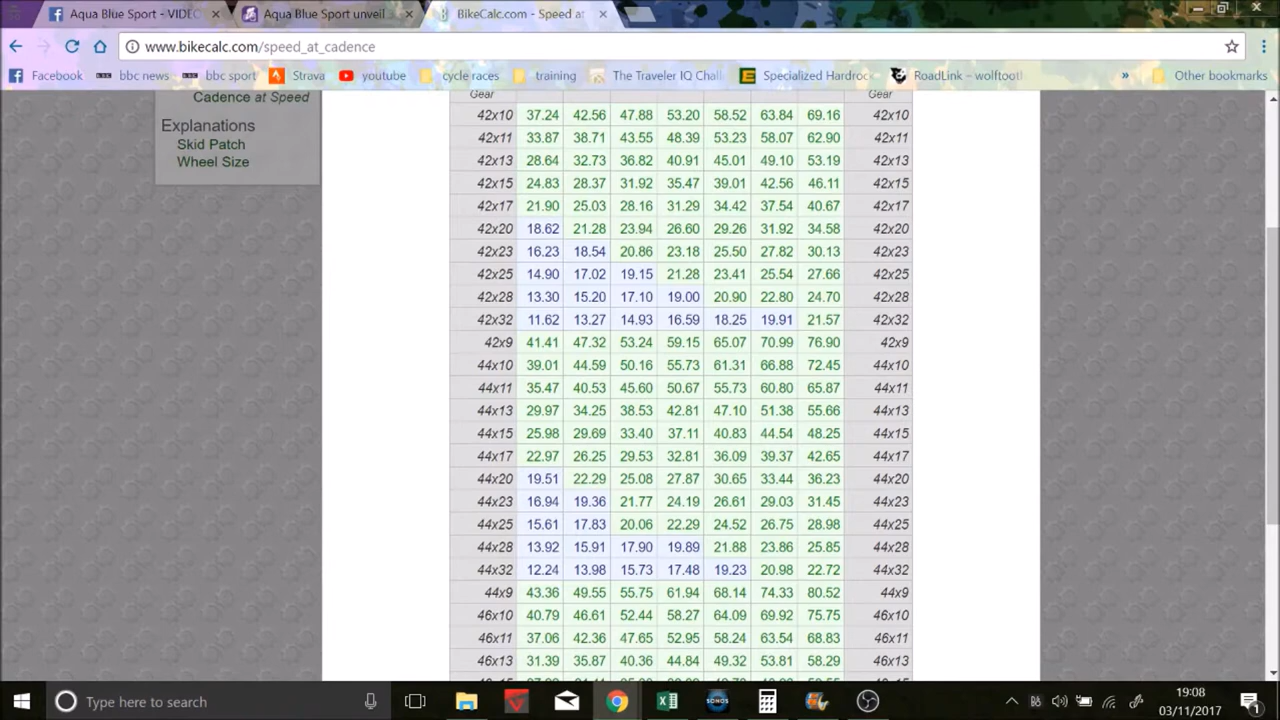 Aqua Blue Sport - VIDEO × Aqua Blue Sport unveil × BikeCalc.com - Speed at ×
www.bikecalc.com/speed_at_cadence
Facebook bbc news bbc sport Strava youtube cycle races training The Traveler IQ Chall Specialized Hardroc RoadLink – wolftooth » Other bookmarks
Cadence at Speed
Explanations
Skid Patch
Wheel Size
Gear Gear
42x10 37.24 42.56 47.88 53.20 58.52 63.84 69.16 42x10
42x11 33.87 38.71 43.55 48.39 53.23 58.07 62.90 42x11
42x13 28.64 32.73 36.82 40.91 45.01 49.10 53.19 42x13
42x15 24.83 28.37 31.92 35.47 39.01 42.56 46.11 42x15
42x17 21.90 25.03 28.16 31.29 34.42 37.54 40.67 42x17
42x20 18.62 21.28 23.94 26.60 29.26 31.92 34.58 42x20
42x23 16.23 18.54 20.86 23.18 25.50 27.82 30.13 42x23
42x25 14.90 17.02 19.15 21.28 23.41 25.54 27.66 42x25
42x28 13.30 15.20 17.10 19.00 20.90 22.80 24.70 42x28
42x32 11.62 13.27 14.93 16.59 18.25 19.91 21.57 42x32
42x9 41.41 47.32 53.24 59.15 65.07 70.99 76.90 42x9
44x10 39.01 44.59 50.16 55.73 61.31 66.88 72.45 44x10
44x11 35.47 40.53 45.60 50.67 55.73 60.80 65.87 44x11
44x13 29.97 34.25 38.53 42.81 47.10 51.38 55.66 44x13
44x15 25.98 29.69 33.40 37.11 40.83 44.54 48.25 44x15
44x17 22.97 26.25 29.53 32.81 36.09 39.37 42.65 44x17
44x20 19.51 22.29 25.08 27.87 30.65 33.44 36.23 44x20
44x23 16.94 19.36 21.77 24.19 26.61 29.03 31.45 44x23
44x25 15.61 17.83 20.06 22.29 24.52 26.75 28.98 44x25
44x28 13.92 15.91 17.90 19.89 21.88 23.86 25.85 44x28
44x32 12.24 13.98 15.73 17.48 19.23 20.98 22.72 44x32
44x9 43.36 49.55 55.75 61.94 68.14 74.33 80.52 44x9
46x10 40.79 46.61 52.44 58.27 64.09 69.92 75.75 46x10
46x11 37.06 42.36 47.65 52.95 58.24 63.54 68.83 46x11
46x13 31.39 35.87 40.36 44.84 49.32 53.81 58.29 46x13
Type here to search SONOS 19:08
03/11/2017 1